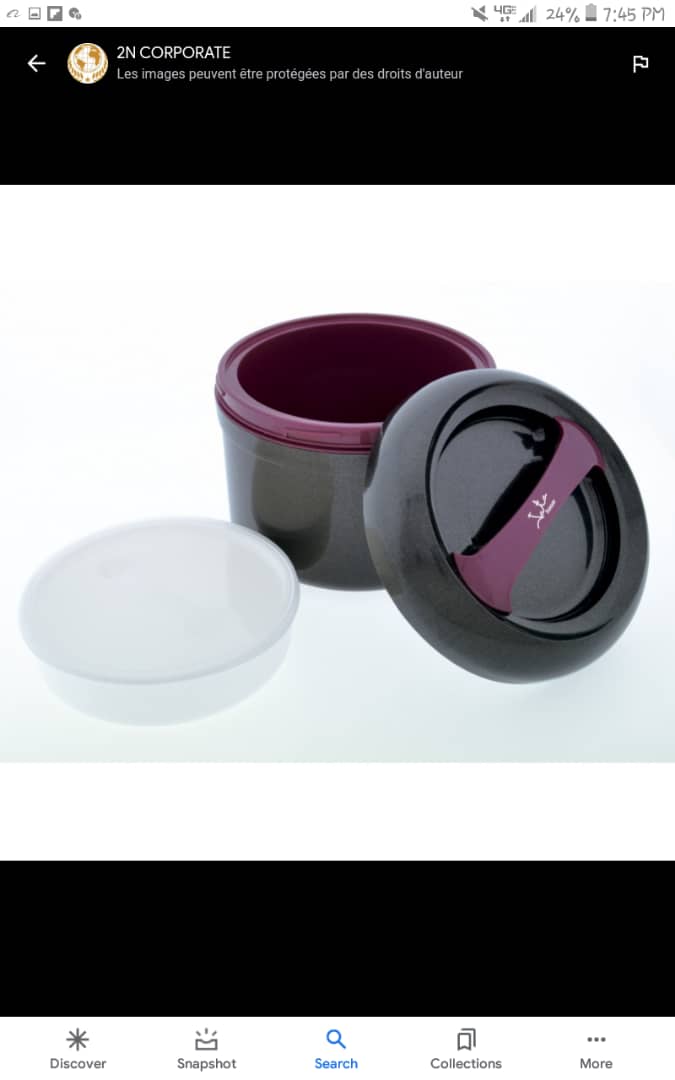 4G 24% 7:45 PM
2N CORPORATE
Les images peuvent être protégées par des droits d'auteur
Jata
Discover Snapshot Search Collections More